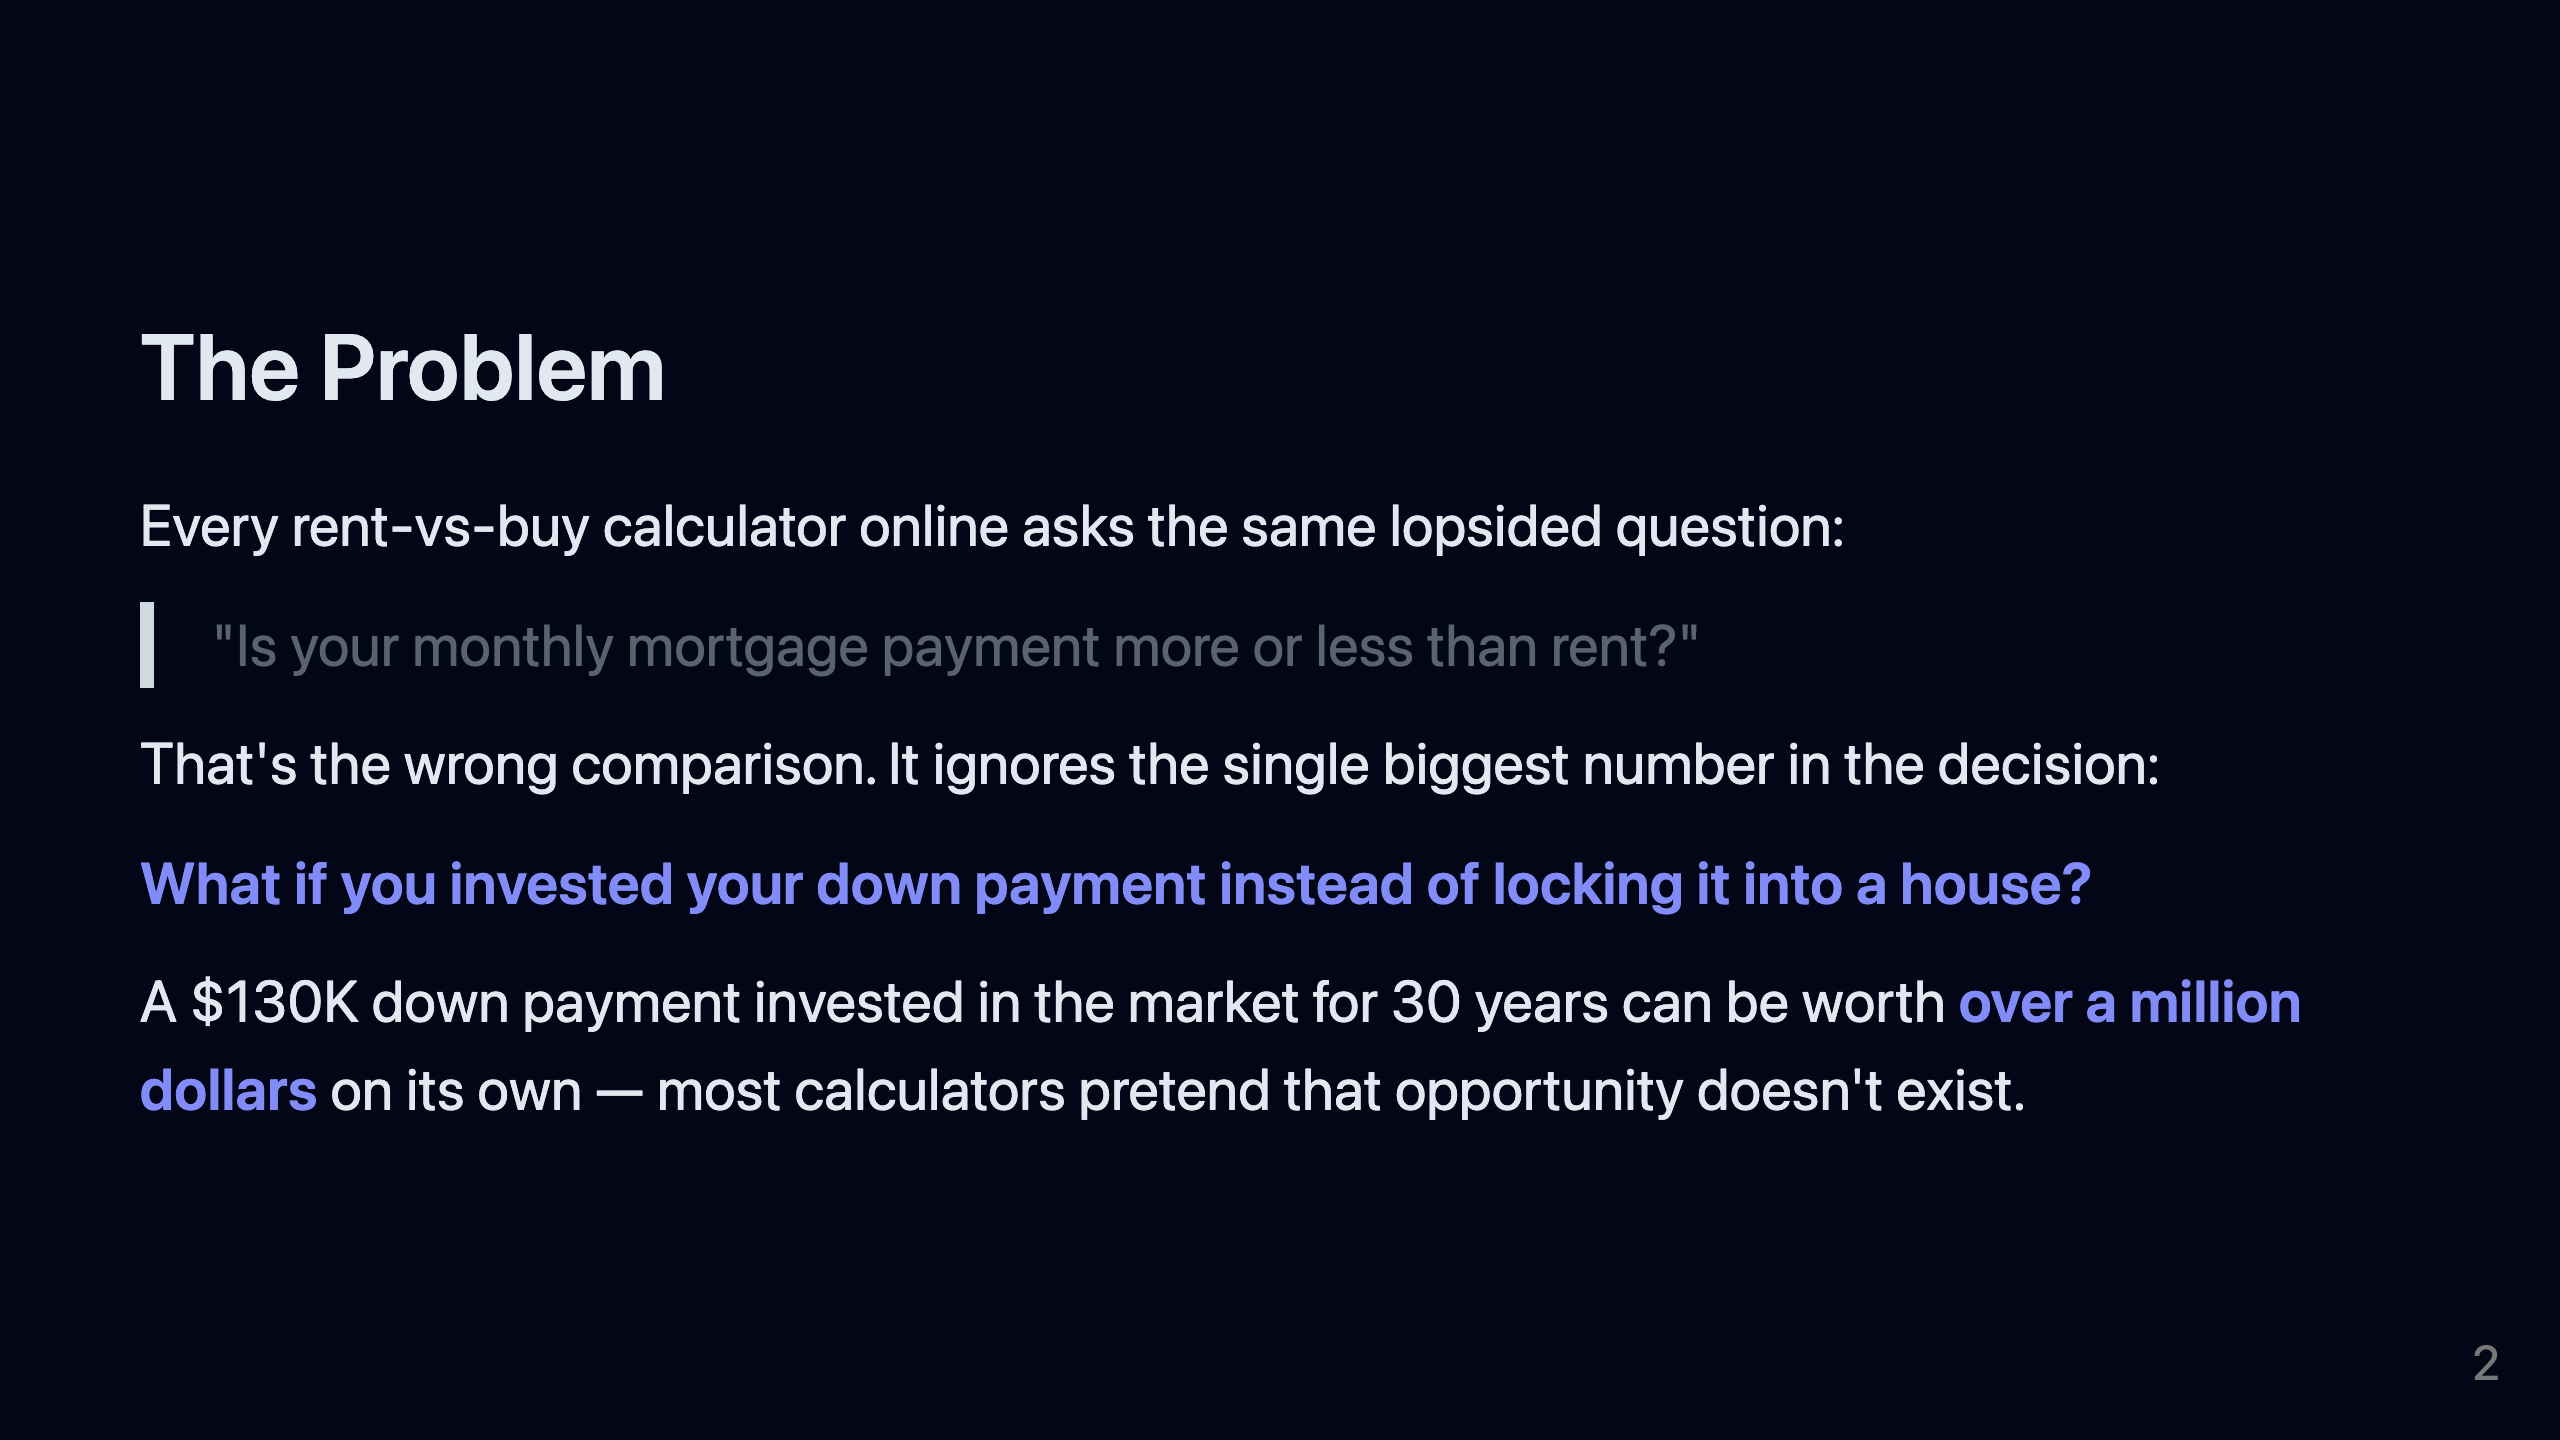 The Problem
Every rent-vs-buy calculator online asks the same lopsided question:
"Is your monthly mortgage payment more or less than rent?"
That's the wrong comparison. It ignores the single biggest number in the decision:
What if you invested your down payment instead of locking it into a house?
A $130K down payment invested in the market for 30 years can be worth over a million
dollars on its own — most calculators pretend that opportunity doesn't exist.
2